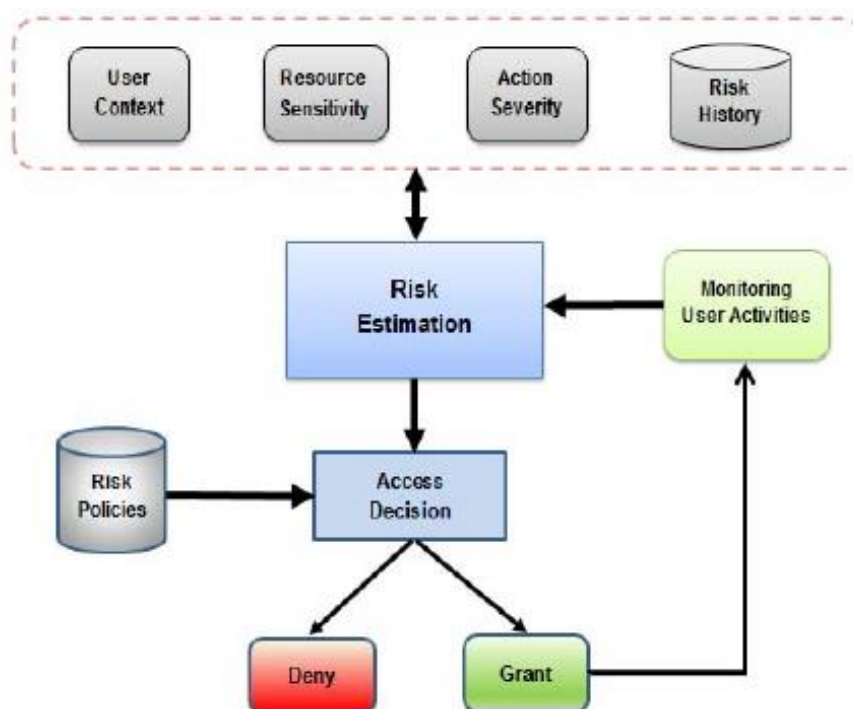 User
Context
Resource
Sensitivity
Action
Severity
Risk
History
Risk
Estimation
Monitoring
User Activities
Risk
Policies
Access
Decision
Deny
Grant